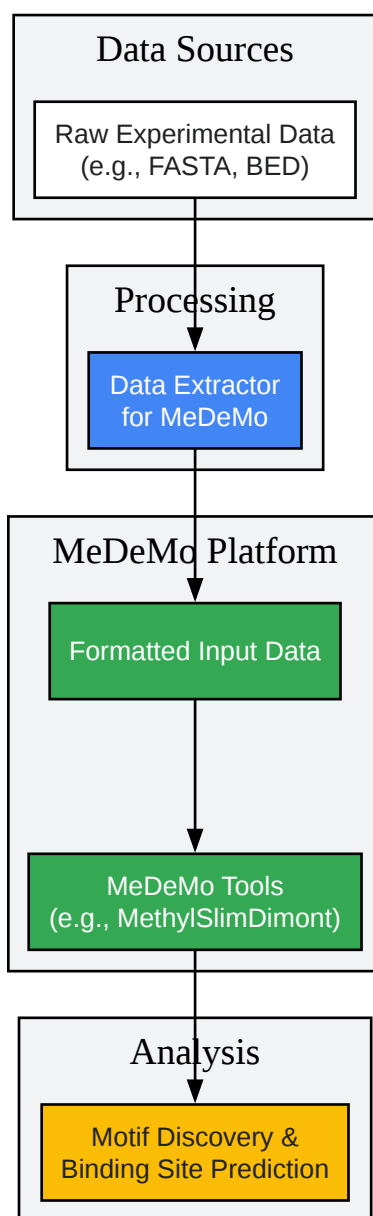 Data Sources
Raw Experimental Data
(e.g., FASTA, BED)
Processing
Data Extractor
for MeDeMo
MeDeMo Platform
Formatted Input Data
MeDeMo Tools
(e.g., MethylSlimDimont)
Analysis
Motif Discovery &
Binding Site Prediction